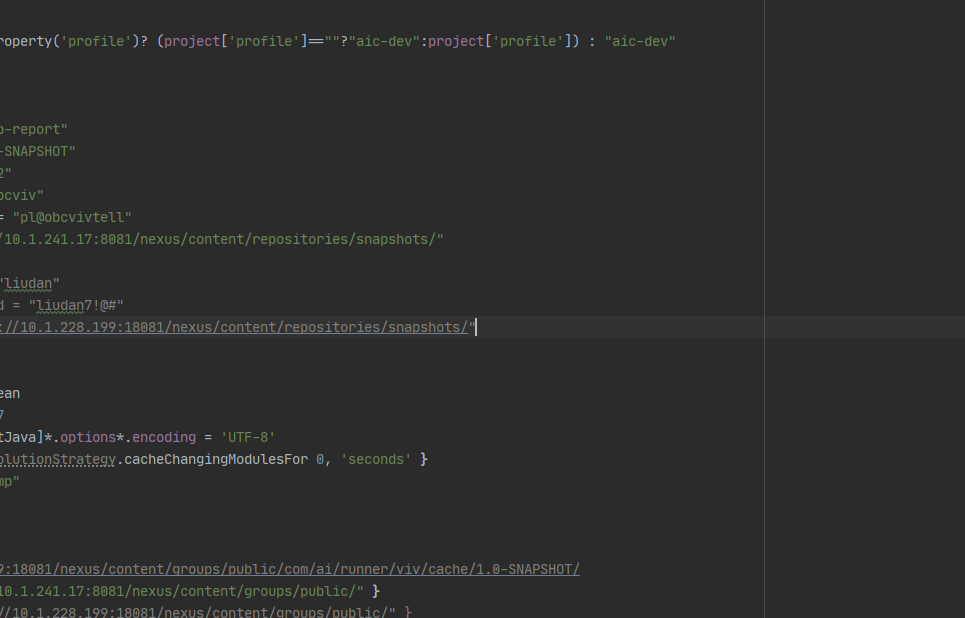 roperty('profile')? (project['profile']==""?"aic-dev":project['profile']) : "aic-dev"
o-report"
-SNAPSHOT"
2"
bcviv"
= "pl@obcvivtell"
/10.1.241.17:8081/nexus/content/repositories/snapshots/"
"liudan"
d = "liudan7!@#"
://10.1.228.199:18081/nexus/content/repositories/snapshots/"
ean
7
tJava]*.options*.encoding = 'UTF-8'
olutionStrategy.cacheChangingModulesFor 0, 'seconds' }
mp"
9:18081/nexus/content/groups/public/com/ai/runner/viv/cache/1.0-SNAPSHOT/
10.1.241.17:8081/nexus/content/groups/public/" }
//10.1.228.199:18081/nexus/content/groups/public/" }